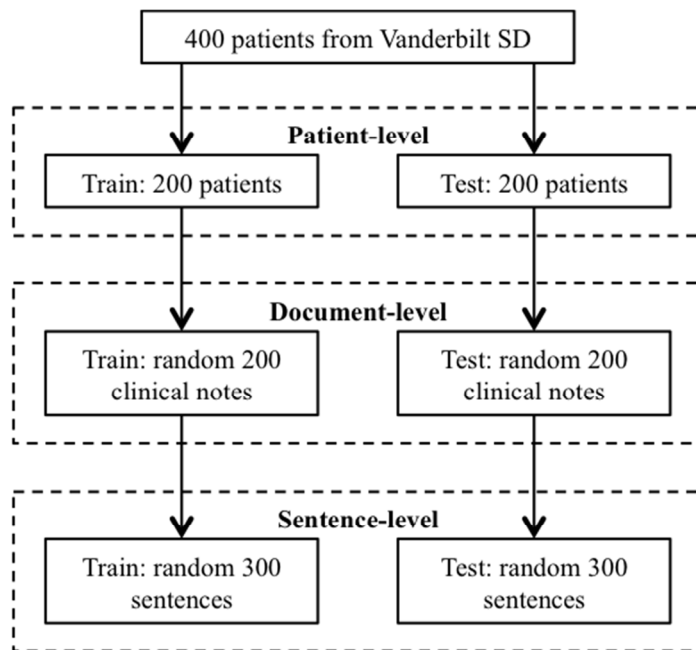 400 patients from Vanderbilt SD
Patient-level
Train: 200 patients
Test: 200 patients
Document-level
Train: random 200
clinical notes
Test: random 200
clinical notes
Sentence-level
Train: random 300
sentences
Test: random 300
sentences